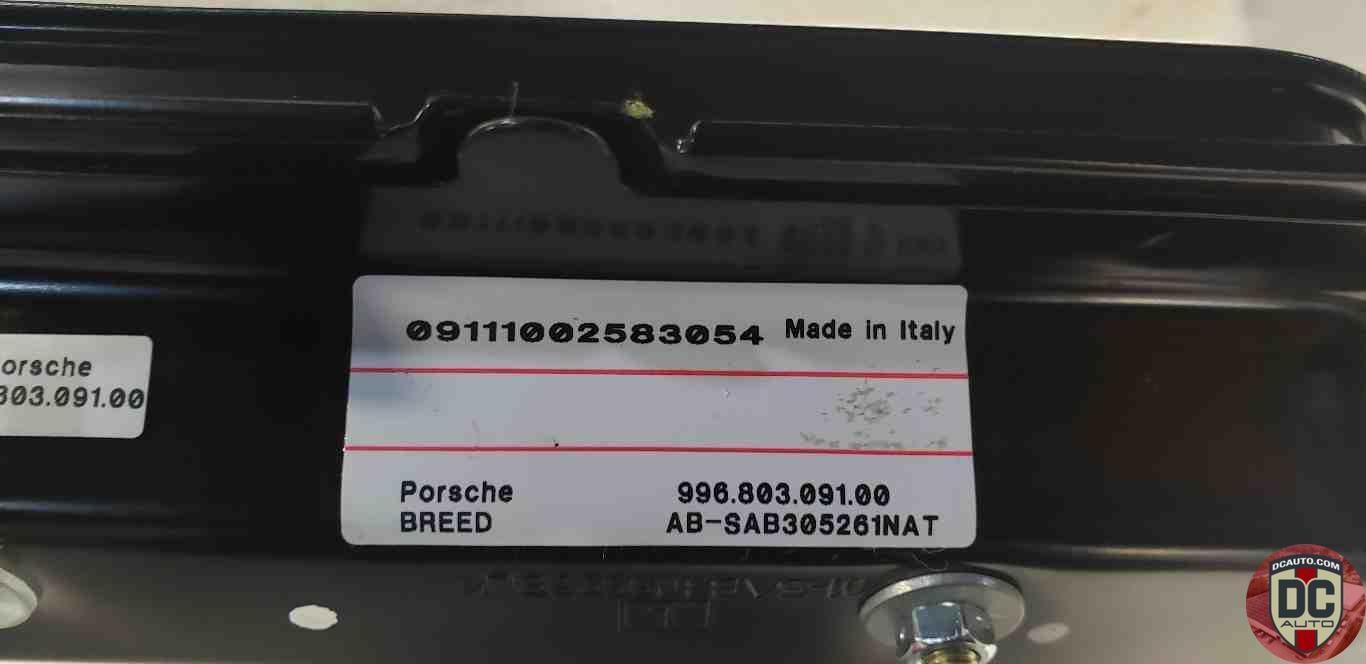 09111002583054 Made in Italy
orsche
303.091.00
Porsche 996.803.091.00
BREED AB-SAB305261NAT
DCAUTO.COM
DC
AUTO